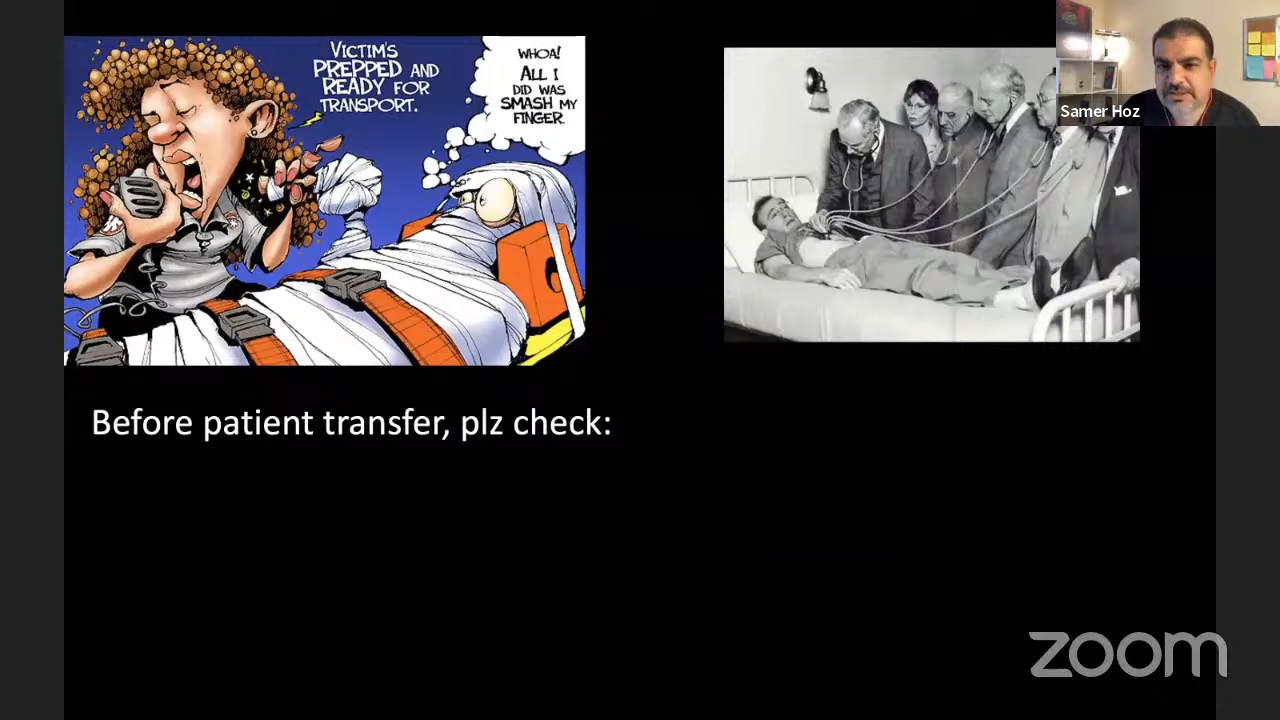 VICTIM'S
PREPPED AND
READY FOR
TRANSPORT.
WHOA!
ALL I
DID WAS
SMASH MY
FINGER.
Samer Hoz
Before patient transfer, plz check:
zoom